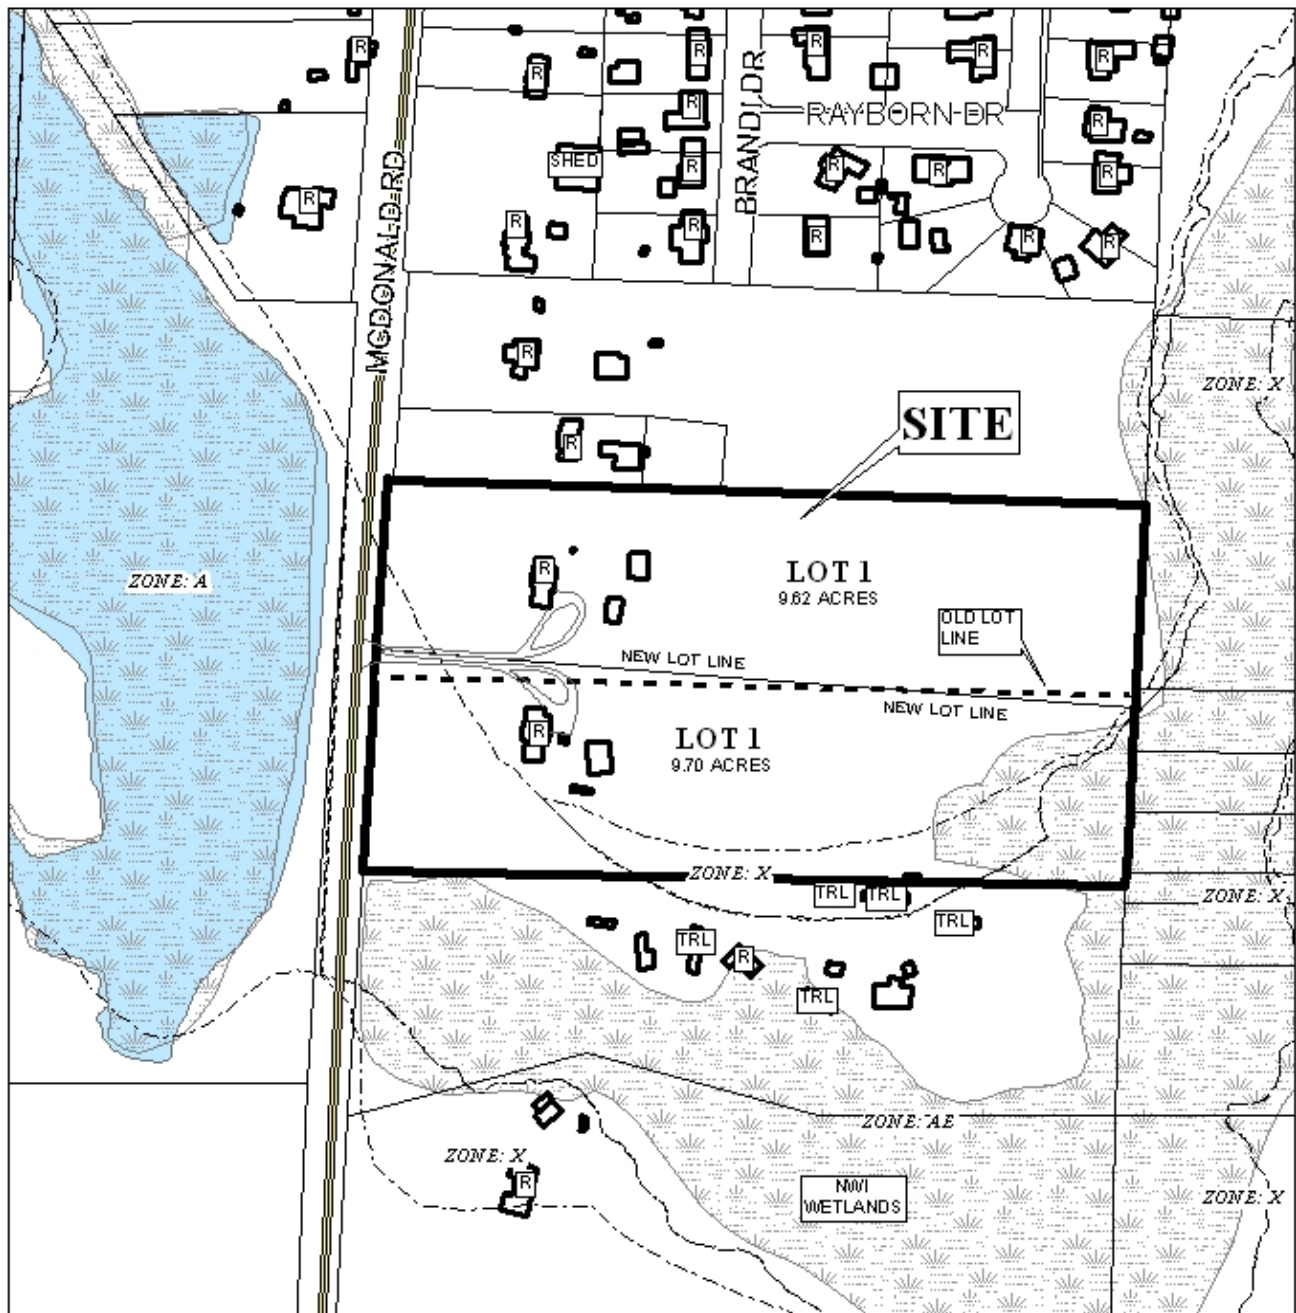 R
R
R
R
R
R
MCDONALD RD
BRANDI DR
RAYBORN DR
R
R
SHED
R
R
R
R
R
R
R
R
R
R
R
ZONE: X
SITE
R
ZONE: A
R
LOT 1
9.62 ACRES
OLD LOT
LINE
NEW LOT LINE
NEW LOT LINE
R
LOT 1
9.70 ACRES
ZONE: X
TRL
TRL
ZONE: X
TRL
TRL
R
TRL
ZONE: AE
ZONE: X
R
NWI
WETLANDS
ZONE: X